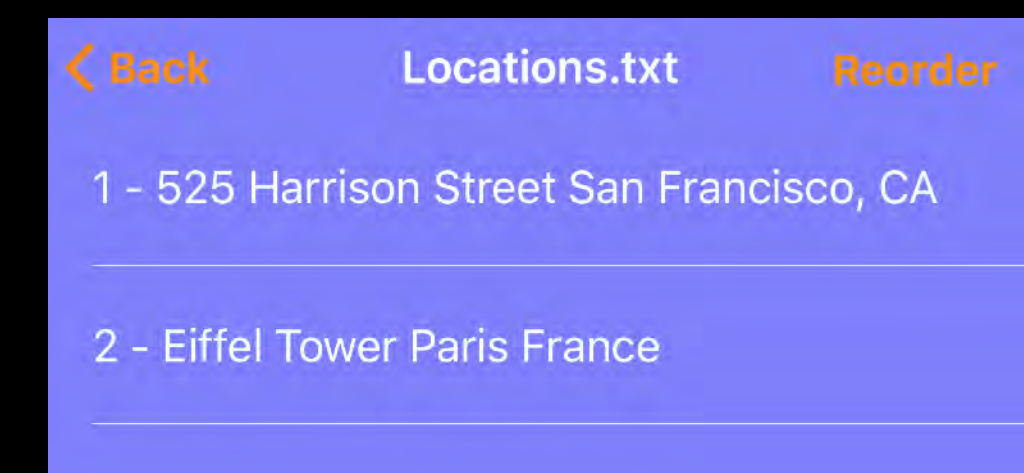 Back Locations.txt Reorder
1 - 525 Harrison Street San Francisco, CA
2 - Eiffel Tower Paris France